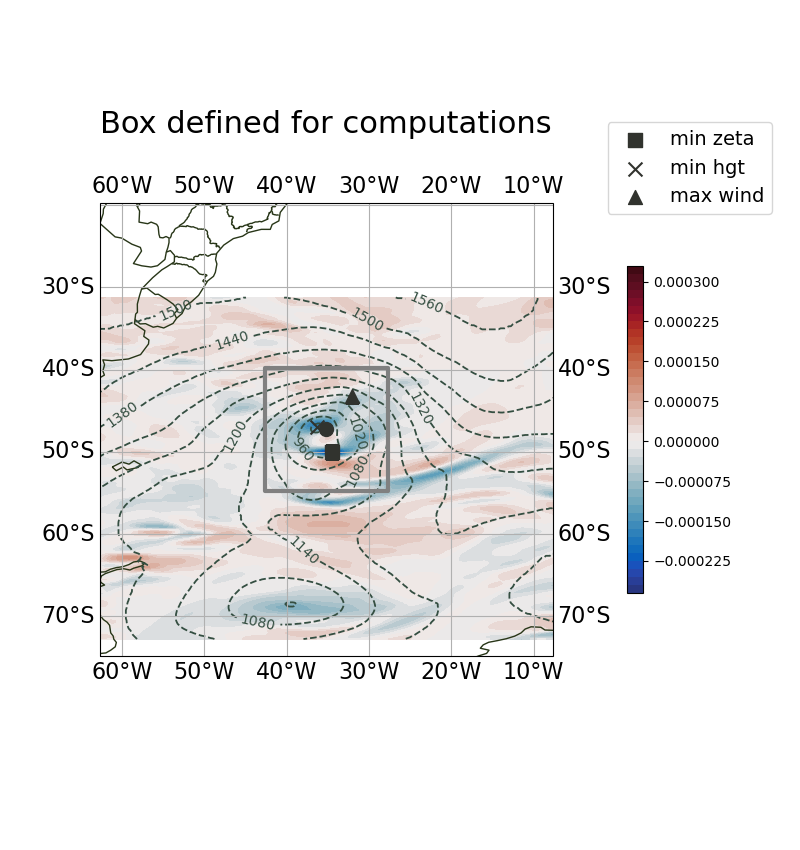 Box defined for computations
min zeta
min hgt
max wind
60°W 50°W 40°W 30°W 20°W 10°W
30°S 30°S
40°S 40°S
50°S 50°S
60°S 60°S
70°S 70°S
60°W 50°W 40°W 30°W 20°W 10°W
1500
1500
1560
1440
1380
1320
1200
1020
960
1080
1140
1080
0.000300
0.000225
0.000150
0.000075
0.000000
−0.000075
−0.000150
−0.000225